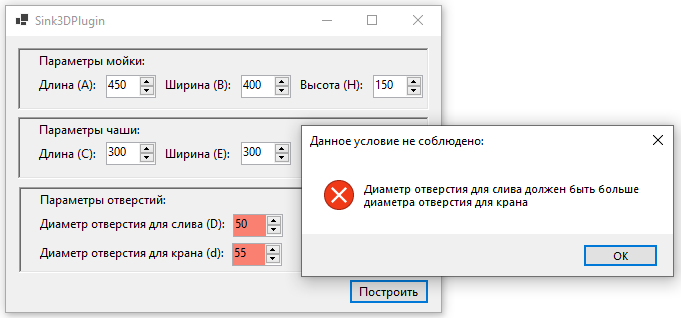 Sink3DPlugin
Параметры мойки:
Длина (A): 450 Ширина (B): 400 Высота (H): 150
Параметры чаши:
Длина (C): 300 Ширина (E): 300
Параметры отверстий:
Диаметр отверстия для слива (D): 50
Диаметр отверстия для крана (d): 55
Построить
Данное условие не соблюдено:
Диаметр отверстия для слива должен быть больше
диаметра отверстия для крана
ОК